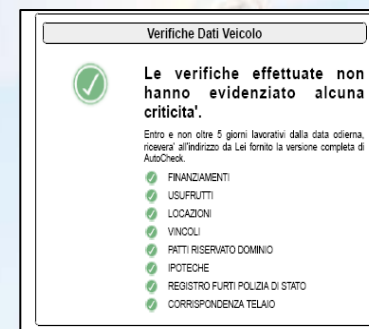 Verifiche Dati Veicolo
Le verifiche effettuate non
hanno evidenziato alcuna
criticita'.
Entro e non oltre 5 giorni lavorativi dalla data odierna,
ricevera' all'indirizzo da Lei fornito la versione completa di
AutoCheck.
FINANZIAMENTI
USUFRUTTI
LOCAZIONI
VINCOLI
PATTI RISERVATO DOMINIO
IPOTECHE
REGISTRO FURTI POLIZIA DI STATO
CORRISPONDENZA TELAIO